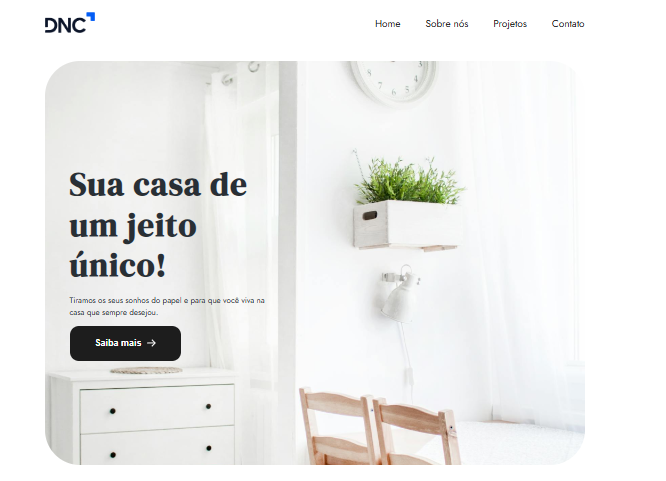 DNC
Home Sobre nós Projetos Contato
Sua casa de
um jeito
único!
Tiramos os seus sonhos do papel e para que você viva na
casa que sempre desejou.
Saiba mais →